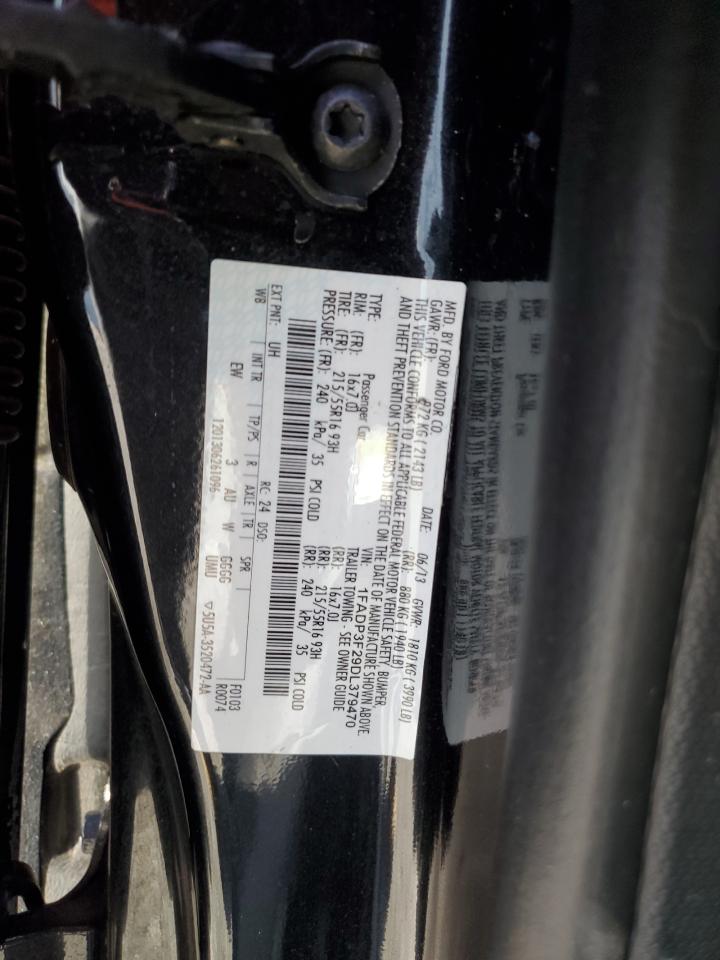 MFD. BY FORD MOTOR CO.
DATE: 06/13 GVWR: 1810 KG ( 3990 LB)
GAWR: (FR): 972 KG ( 2143 LB) (RR): 880 KG ( 1940 LB)
THIS VEHICLE CONFORMS TO ALL APPLICABLE FEDERAL MOTOR VEHICLE SAFETY, BUMPER,
AND THEFT PREVENTION STANDARDS IN EFFECT ON THE DATE OF MANUFACTURE SHOWN ABOVE.
VIN: 1FADP3F29DL379470
TYPE: Passenger Car TRAILER TOWING - SEE OWNER GUIDE
RIM: (FR): 16x7.0J (RR): 16x7.0J
TIRE: (FR): 215/55R16 93H (RR): 215/55R16 93H
PRESSURE: (FR): 240 kPa/ 35 PSI COLD (RR): 240 kPa/ 35 PSI COLD
EXT PNT: UH RC: 24 DSO:
WB INT TR TP/PS R AXLE TR SPR F0103
EW 3 AU W GGGG R0074
1201306261096 UMU ▽5U5A-3520472-AA